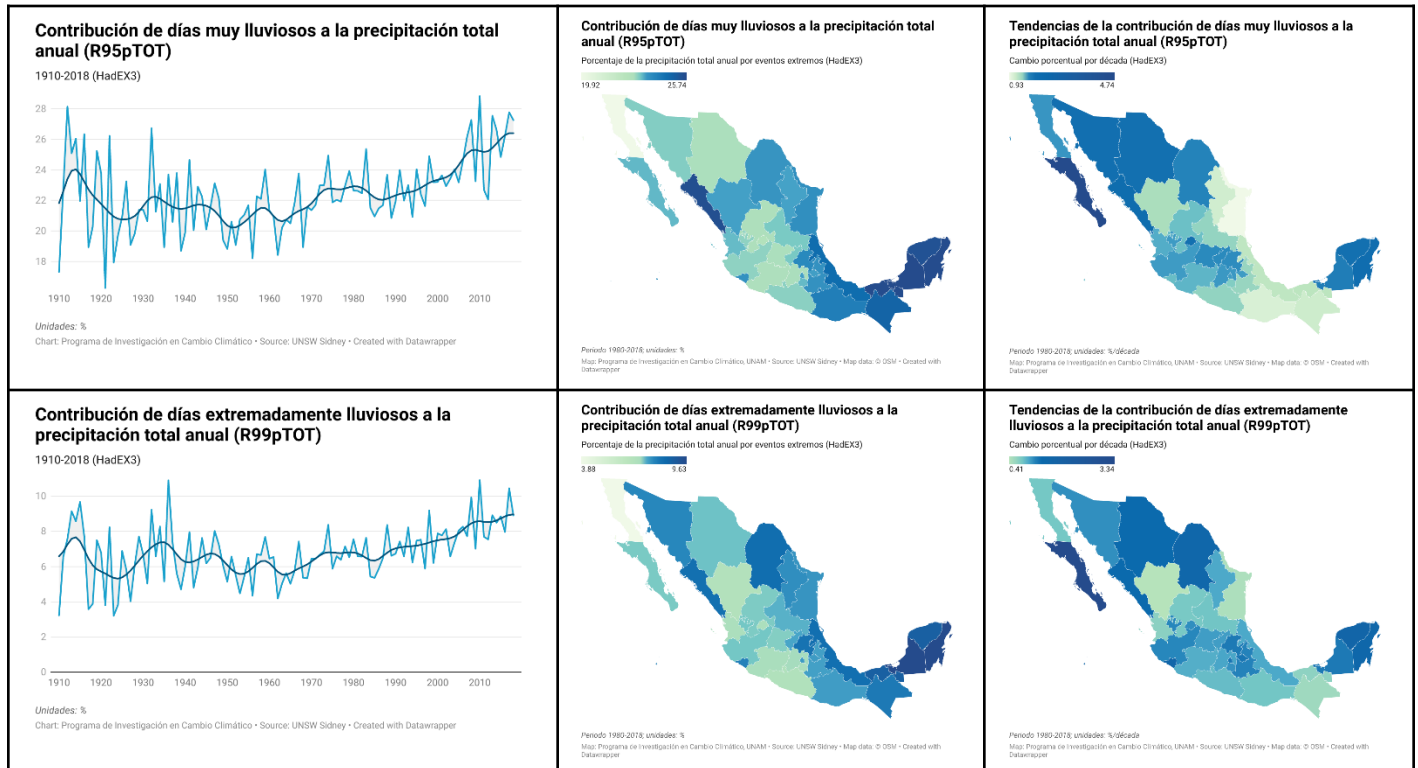 Contribución de días muy lluviosos a la precipitación total
anual (R95pTOT)
1910-2018 (HadEX3)
28
26
24
22
20
18
1910 1920 1930 1940 1950 1960 1970 1980 1990 2000 2010
Unidades: %
Chart: Programa de Investigación en Cambio Climático • Source: UNSW Sidney • Created with Datawrapper
Contribución de días muy lluviosos a la precipitación total
anual (R95pTOT)
Porcentaje de la precipitación total anual por eventos extremos (HadEX3)
19.92 25.74
Periodo 1980-2018; unidades: %
Map: Programa de Investigación en Cambio Climático, UNAM • Source: UNSW Sidney • Map data: © OSM • Created with
Datawrapper
Tendencias de la contribución de días muy lluviosos a la
precipitación total anual (R95pTOT)
Cambio porcentual por década (HadEX3)
0.93 4.74
Periodo 1980-2018; unidades: %/década
Map: Programa de Investigación en Cambio Climático, UNAM • Source: UNSW Sidney • Map data: © OSM • Created with
Datawrapper
Contribución de días extremadamente lluviosos a la
precipitación total anual (R99pTOT)
1910-2018 (HadEX3)
10
8
6
4
2
0
1910 1920 1930 1940 1950 1960 1970 1980 1990 2000 2010
Unidades: %
Chart: Programa de Investigación en Cambio Climático • Source: UNSW Sidney • Created with Datawrapper
Contribución de días extremadamente lluviosos a la
precipitación total anual (R99pTOT)
Porcentaje de la precipitación total anual por eventos extremos (HadEX3)
3.88 9.63
Periodo 1980-2018; unidades: %
Map: Programa de Investigación en Cambio Climático, UNAM • Source: UNSW Sidney • Map data: © OSM • Created with
Datawrapper
Tendencias de la contribución de días extremadamente
lluviosos a la precipitación total anual (R99pTOT)
Cambio porcentual por década (HadEX3)
0.41 3.34
Periodo 1980-2018; unidades: %/década
Map: Programa de Investigación en Cambio Climático, UNAM • Source: UNSW Sidney • Map data: © OSM • Created with
Datawrapper